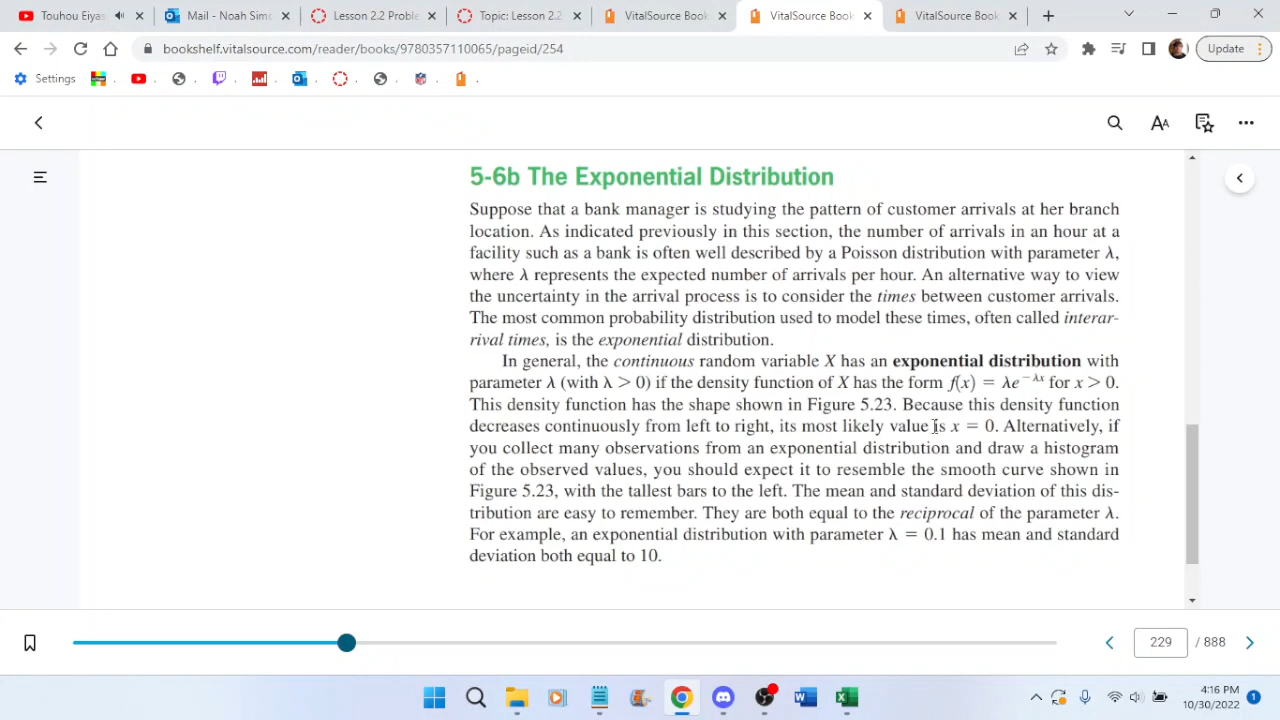 Touhou Eiyas
Mail - Noah Sim
Lesson 2.2 Proble
Topic: Lesson 2.2
VitalSource Book
VitalSource Book
VitalSource Book
bookshelf.vitalsource.com/reader/books/9780357110065/pageid/254
Update
Settings
AA
5-6b The Exponential Distribution
Suppose that a bank manager is studying the pattern of customer arrivals at her branch
location. As indicated previously in this section, the number of arrivals in an hour at a
facility such as a bank is often well described by a Poisson distribution with parameter λ,
where λ represents the expected number of arrivals per hour. An alternative way to view
the uncertainty in the arrival process is to consider the times between customer arrivals.
The most common probability distribution used to model these times, often called interar-
rival times, is the exponential distribution.
In general, the continuous random variable X has an exponential distribution with
parameter λ (with λ > 0) if the density function of X has the form f(x) = λe^−λx for x > 0.
This density function has the shape shown in Figure 5.23. Because this density function
decreases continuously from left to right, its most likely value is x = 0. Alternatively, if
you collect many observations from an exponential distribution and draw a histogram
of the observed values, you should expect it to resemble the smooth curve shown in
Figure 5.23, with the tallest bars to the left. The mean and standard deviation of this dis-
tribution are easy to remember. They are both equal to the reciprocal of the parameter λ.
For example, an exponential distribution with parameter λ = 0.1 has mean and standard
deviation both equal to 10.
229 / 888
4:16 PM
10/30/2022
1